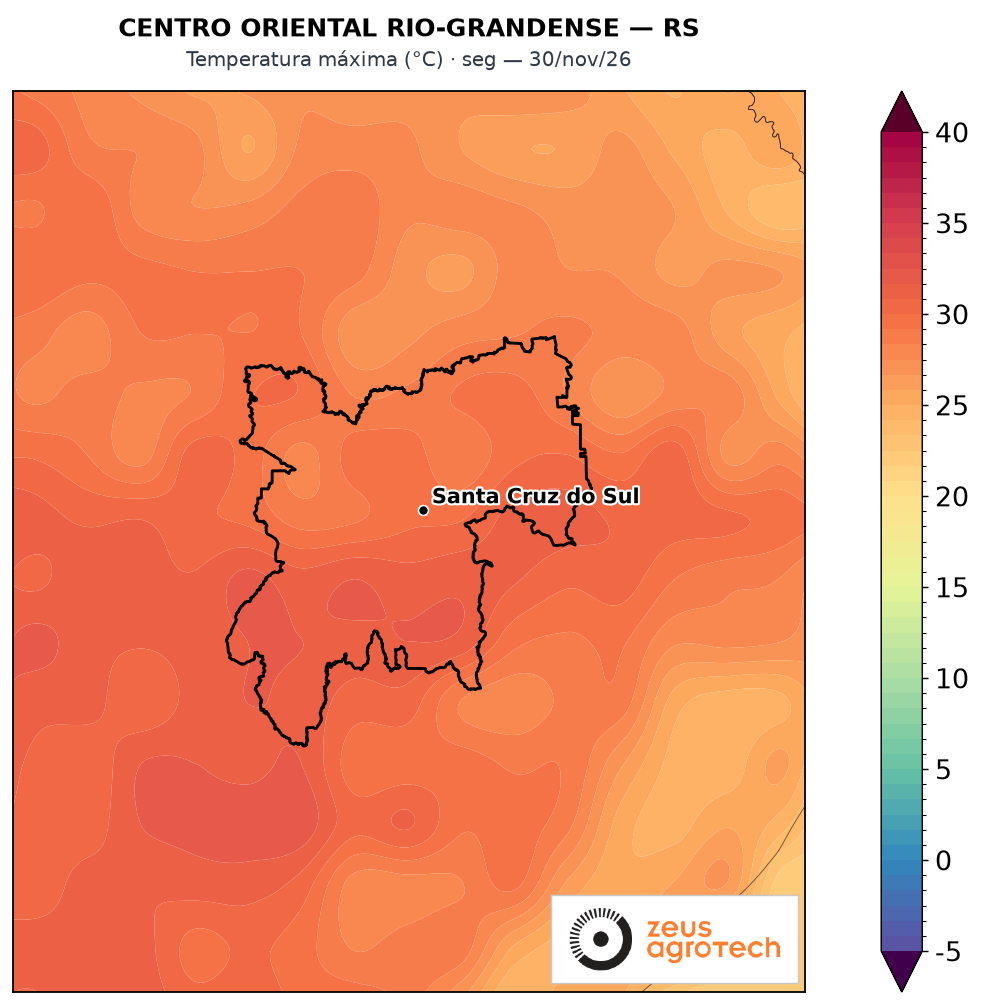 CENTRO ORIENTAL RIO-GRANDENSE — RS
Temperatura máxima (°C) · seg — 30/nov/26
40
35
30
25
20
15
10
5
0
-5
Santa Cruz do Sul
zeus
agrotech